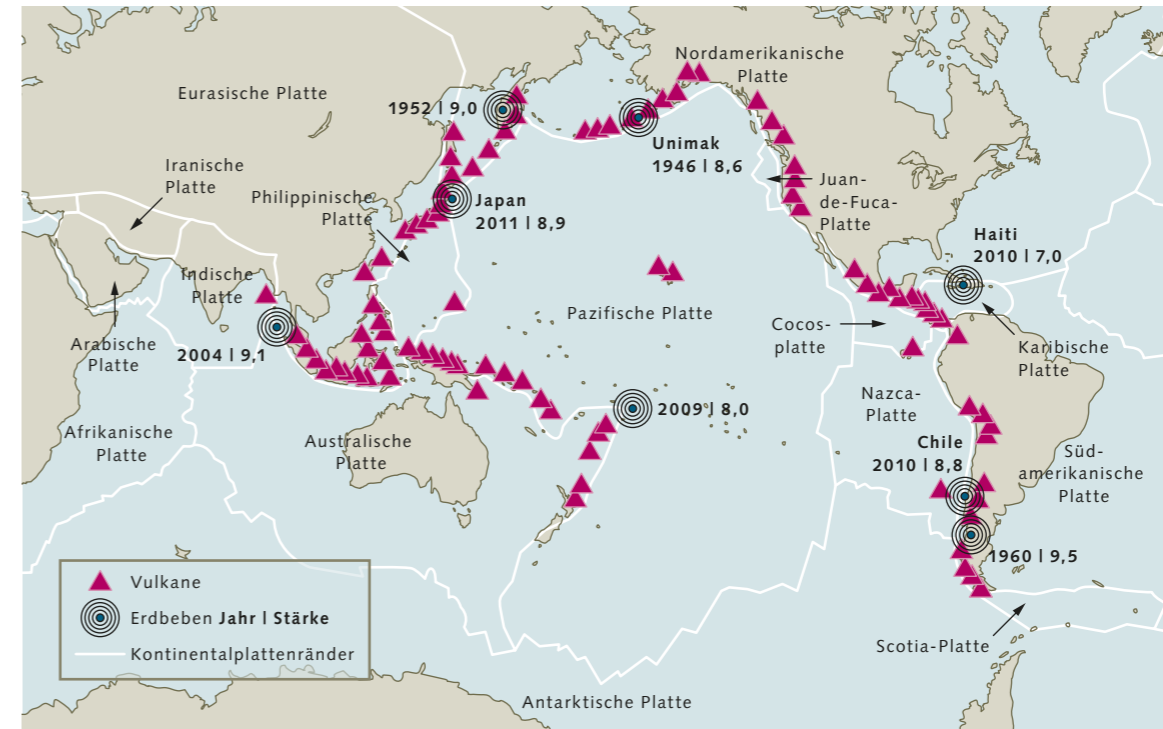 Nordamerikanische
Platte
Eurasische Platte
1952 | 9,0
Unimak
1946 | 8,6
Iranische
Platte
Philippinische
Platte
Japan
2011 | 8,9
Juan-
de-Fuca-
Platte
Haiti
2010 | 7,0
Indische
Platte
Pazifische Platte
Cocos-
platte
Karibische
Platte
Arabische
Platte
2004 | 9,1
2009 | 8,0
Nazca-
Platte
Afrikanische
Platte
Australische
Platte
Chile
2010 | 8,8
Süd-
amerikanische
Platte
1960 | 9,5
Vulkane
Erdbeben Jahr | Stärke
Kontinentalplattenränder
Scotia-Platte
Antarktische Platte